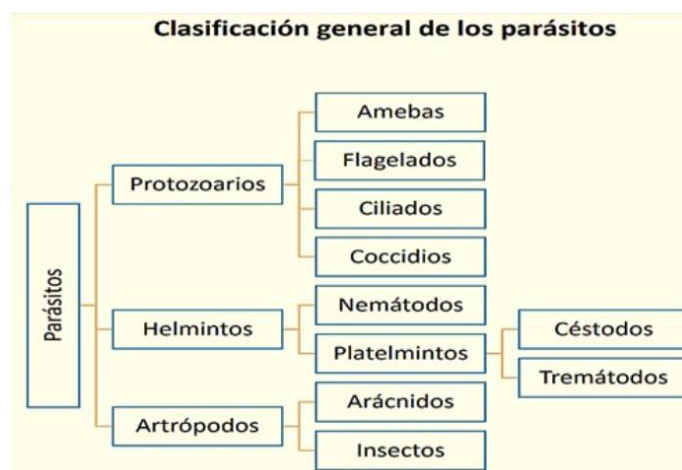 Clasificación general de los parásitos
Parásitos
Protozoarios
Amebas
Flagelados
Ciliados
Coccidios
Helmintos
Nemátodos
Platelmintos
Céstodos
Tremátodos
Artrópodos
Arácnidos
Insectos